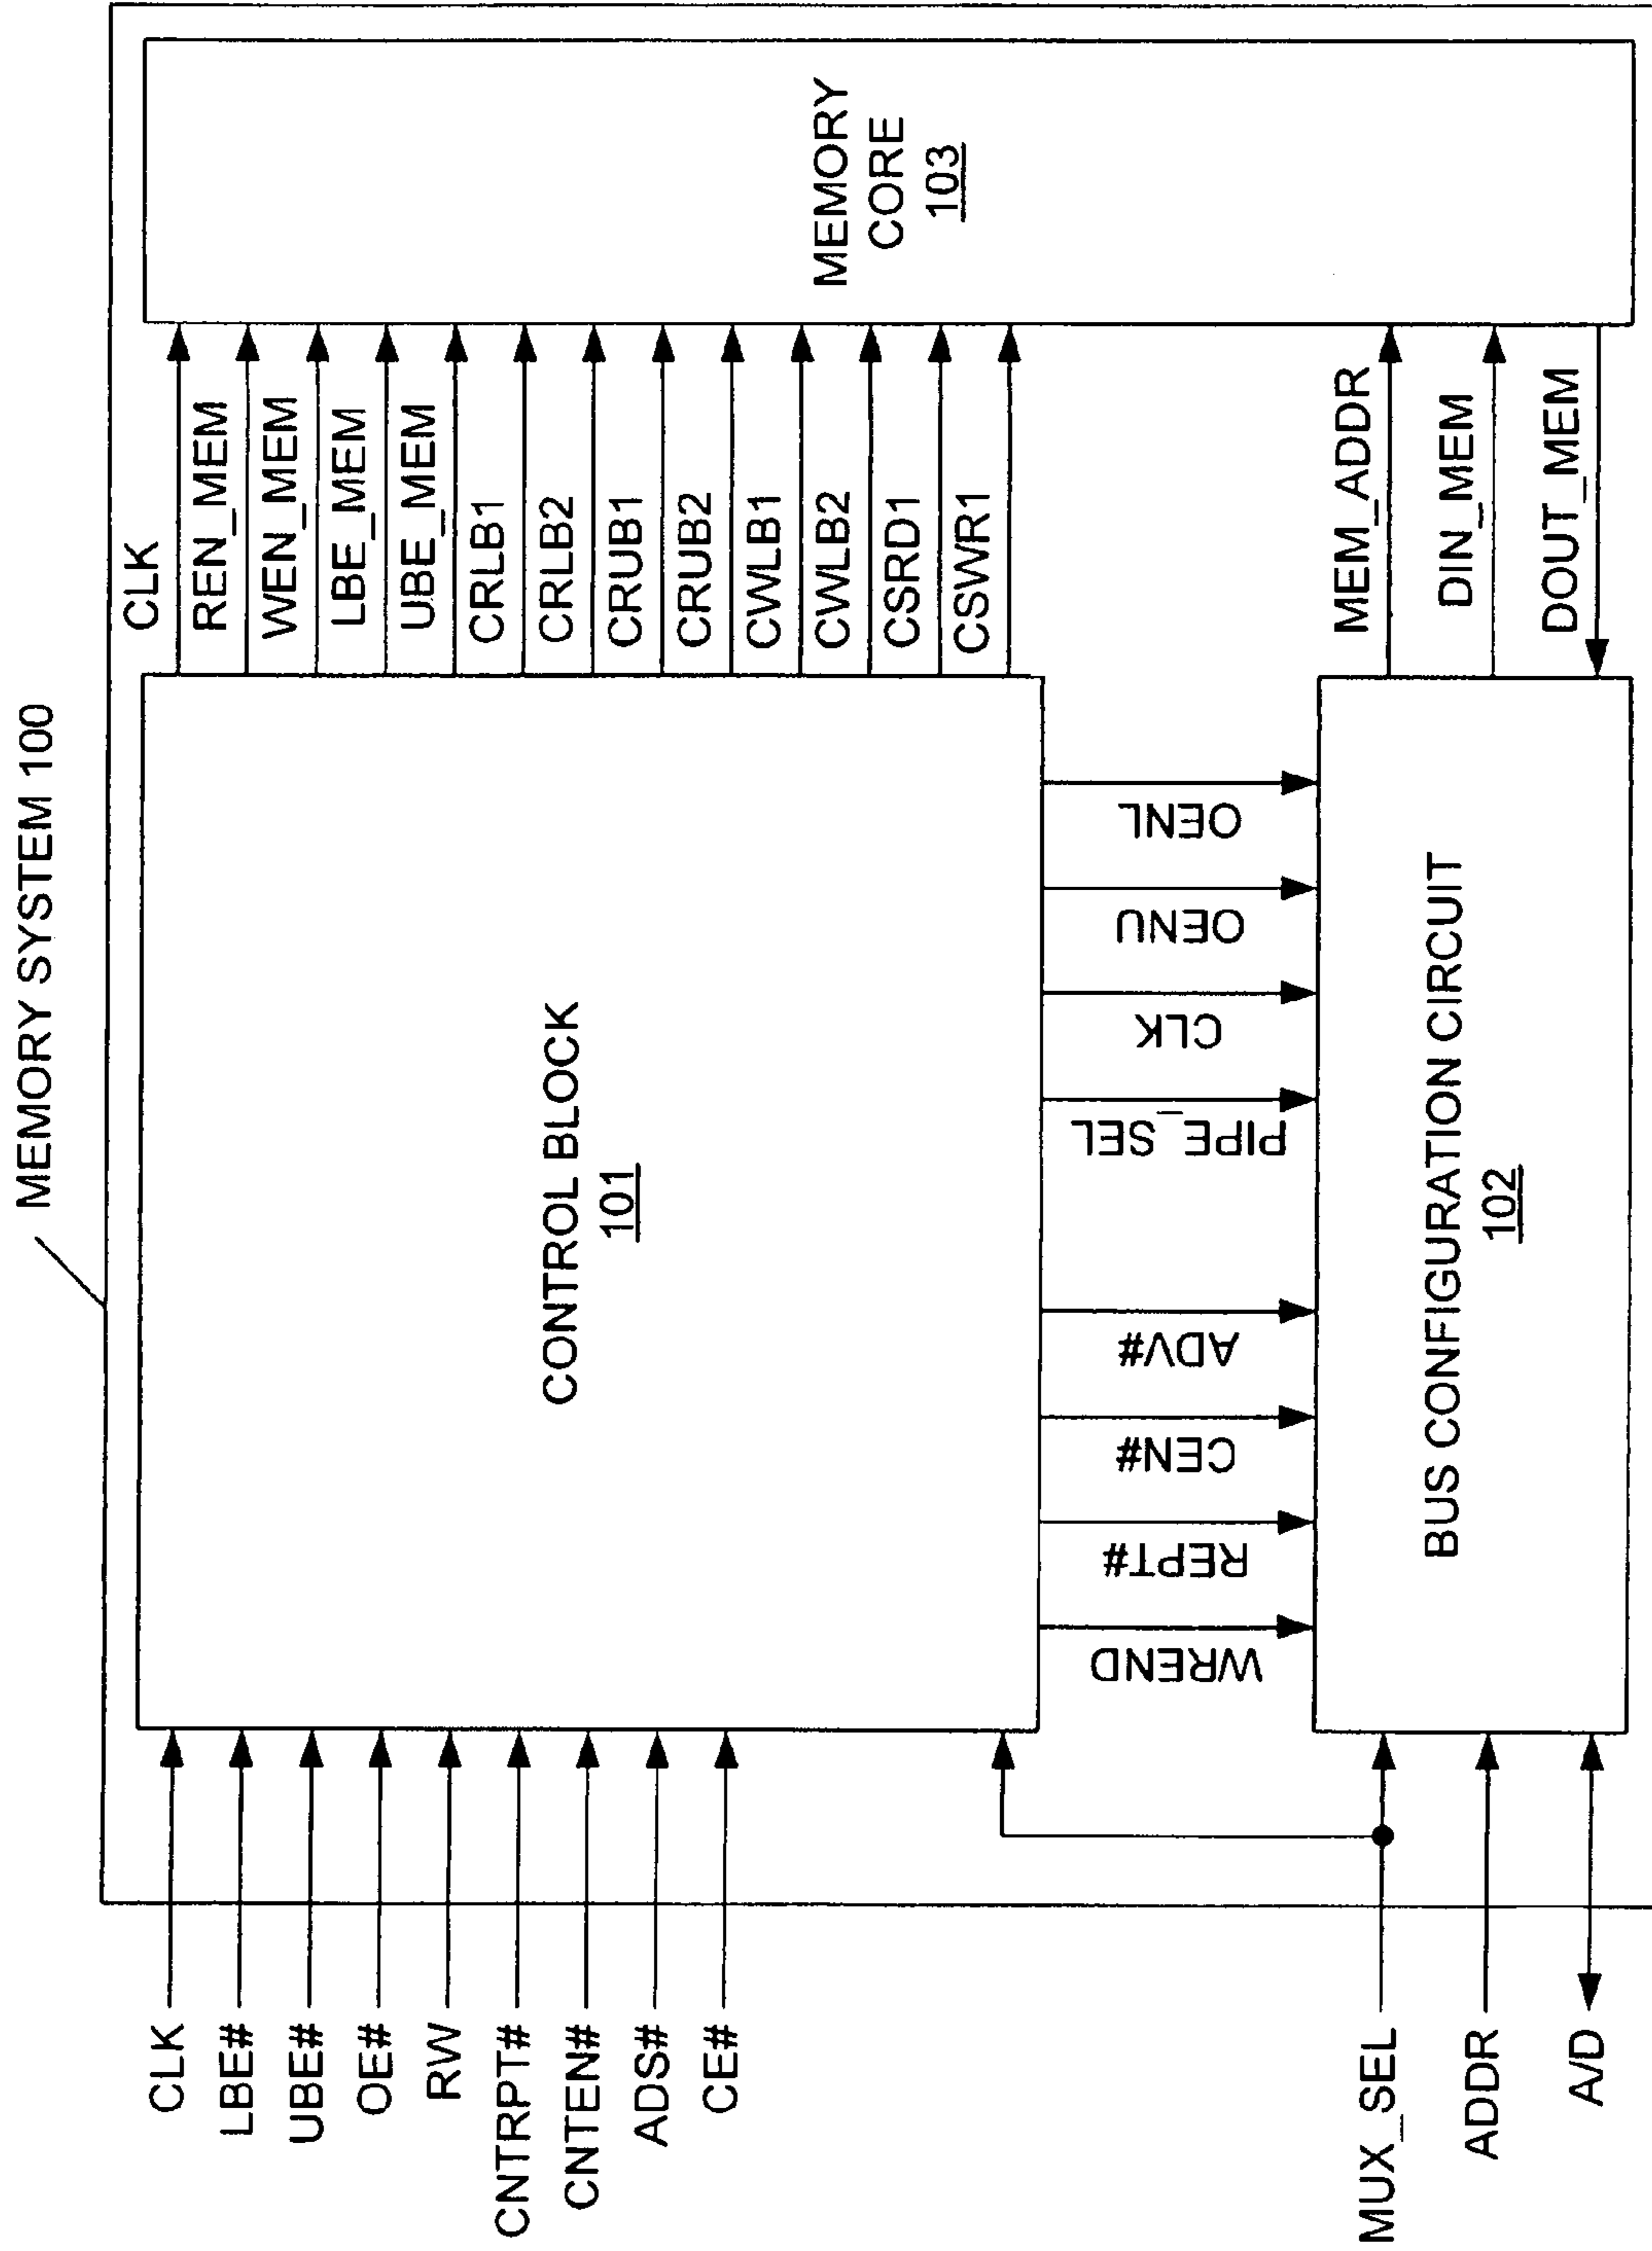 MEMORY SYSTEM 100
CLK
LBE#
UBE#
OE#
RW
CNTRPT#
CNTEN#
ADS#
CE#
MUX_SEL
ADDR
A/D
CONTROL BLOCK
101
WREND
REPT#
CEN#
ADV#
PIPE_SEL
CLK
OENU
OENL
BUS CONFIGURATION CIRCUIT
102
CLK
REN_MEM
WEN_MEM
LBE_MEM
UBE_MEM
CRLB1
CRLB2
CRUB1
CRUB2
CWLB1
CWLB2
CSRD1
CSWR1
MEM_ADDR
DIN_MEM
DOUT_MEM
MEMORY
CORE
103